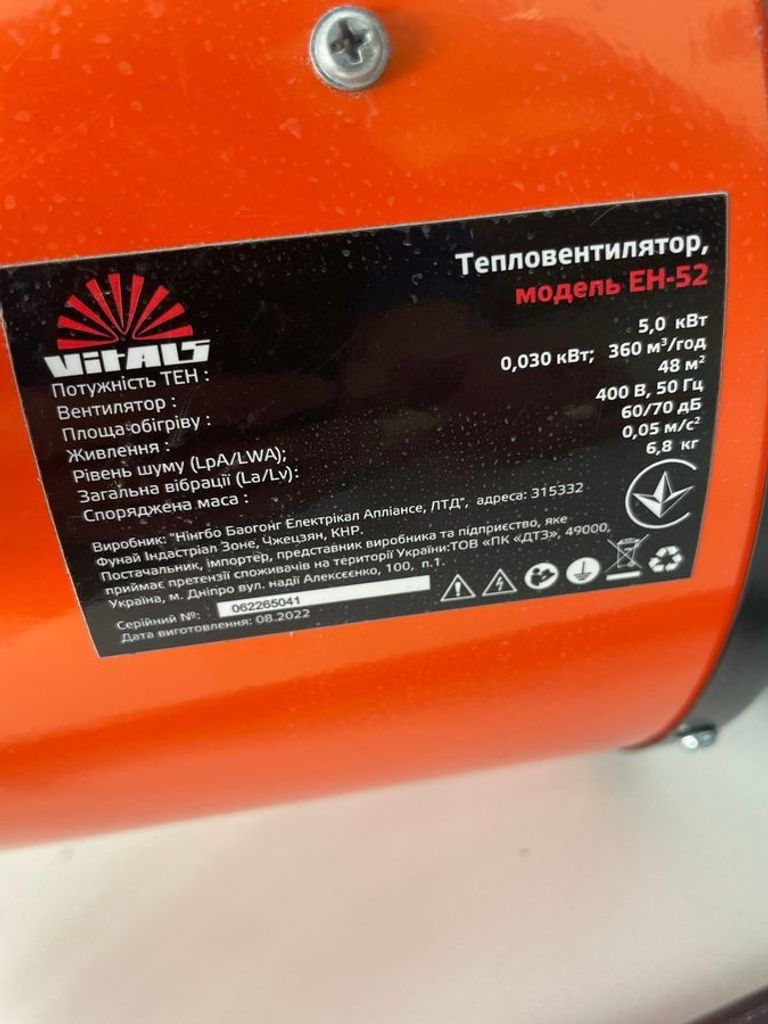 Тепловентилятор,
модель EH-52
ViTALS
Потужність ТЕН : 5,0 кВт
Вентилятор : 0,030 кВт; 360 м³/год
Площа обігріву : 48 м²
Живлення : 400 В, 50 Гц
Рівень шуму (LpA/LWA); 60/70 дБ
Загальна вібрації (La/Lv): 0,05 м/с²
Споряджена маса : 6,8 кг
Виробник: "Нінгбо Баогонг Електрікал Апплiансе, ЛТД", адреса: 315332
Фунай Індастріал Зоне, Чжецзян, КНР.
Постачальник, імпортер, представник виробника та підприємство, яке
приймає претензії споживачів на території України:ТОВ «ПК «ДТЗ», 49000,
Україна, м. Дніпро вул. надії Алексєєнко, 100, п.1.
Серійний №: 062265041
Дата виготовлення: 08.2022